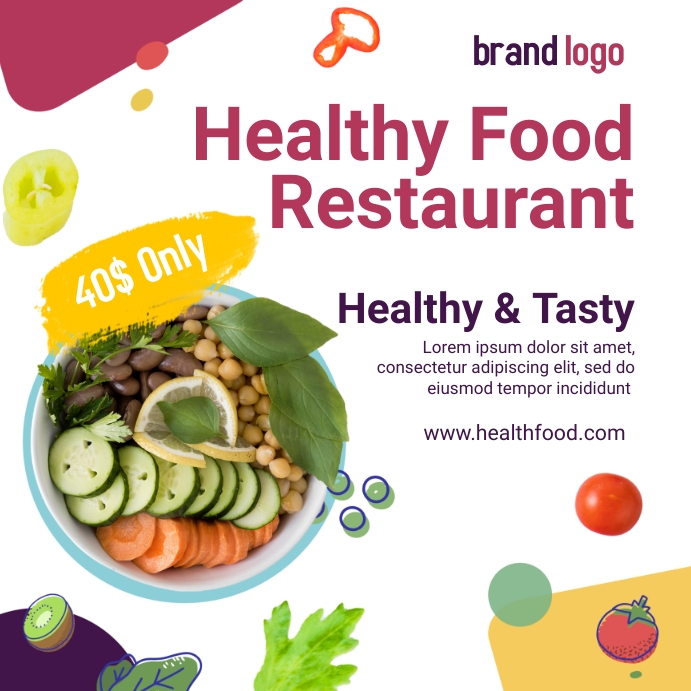 brand logo
Healthy Food
Restaurant
40$ Only
Healthy & Tasty
Lorem ipsum dolor sit amet,
consectetur adipiscing elit, sed do
eiusmod tempor incididunt
www.healthfood.com